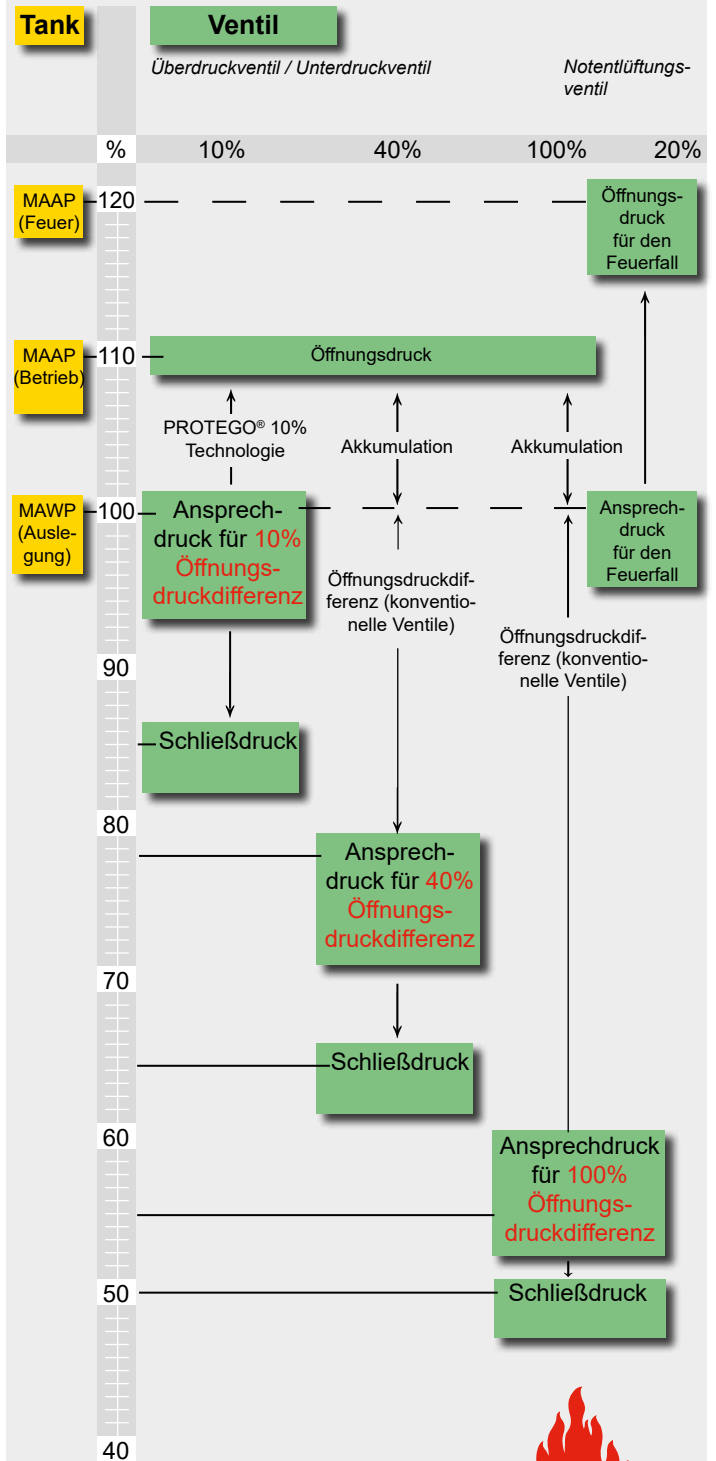 Tank
Ventil
Überdruckventil / Unterdruckventil
Notentlüftungs-
ventil
% 10% 40% 100% 20%
MAAP
(Feuer)
120
Öffnungs-
druck
für den
Feuerfall
MAAP
(Betrieb)
110
Öffnungsdruck
PROTEGO® 10%
Technologie
Akkumulation
Akkumulation
MAWP
(Ausle-
gung)
100
Ansprech-
druck für 10%
Öffnungs-
druckdifferenz
Ansprech-
druck
für den
Feuerfall
Öffnungsdruckdif-
ferenz (konventio-
nelle Ventile)
Öffnungsdruckdif-
ferenz (konventio-
nelle Ventile)
90
Schließdruck
80
Ansprech-
druck für 40%
Öffnungs-
druckdifferenz
70
Schließdruck
60
Ansprechdruck
für 100%
Öffnungs-
druckdifferenz
50
Schließdruck
40